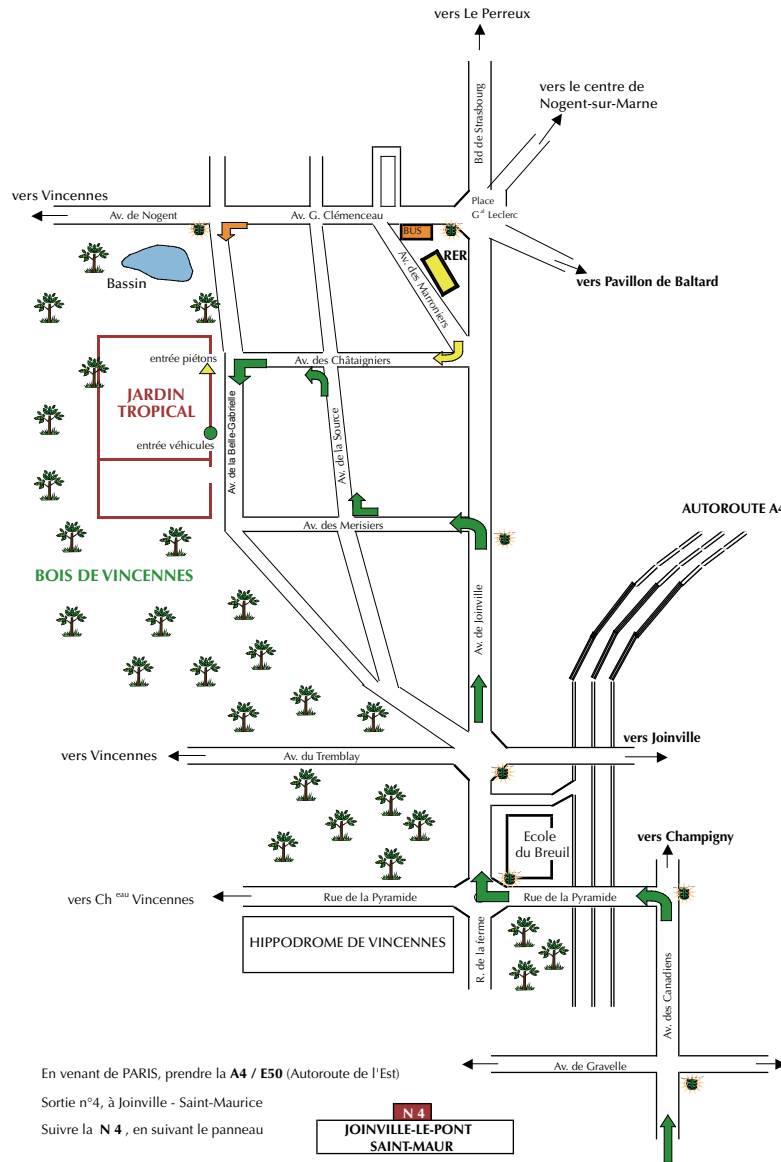 vers Le Perreux
vers le centre de
Nogent-sur-Marne
Bd de Strasbourg
Place
Gal Leclerc
vers Vincennes
Av. de Nogent
Av. G. Clémenceau
BUS
RER
Av. des Marroniers
vers Pavillon de Baltard
Bassin
entrée piétons
Av. des Châtaigniers
JARDIN
TROPICAL
entrée véhicules
Av. de la Belle-Gabrielle
Av. de la Source
Av. des Merisiers
AUTOROUTE A4
BOIS DE VINCENNES
Av. de Joinville
vers Joinville
vers Vincennes
Av. du Tremblay
Ecole
du Breuil
vers Champigny
vers Ch eau Vincennes
Rue de la Pyramide
Rue de la Pyramide
HIPPODROME DE VINCENNES
R. de la ferme
Av. des Canadiens
Av. de Gravelle
En venant de PARIS, prendre la A4 / E50 (Autoroute de l'Est)
Sortie n°4, à Joinville - Saint-Maurice
Suivre la N 4 , en suivant le panneau
N 4
JOINVILLE-LE-PONT
SAINT-MAUR